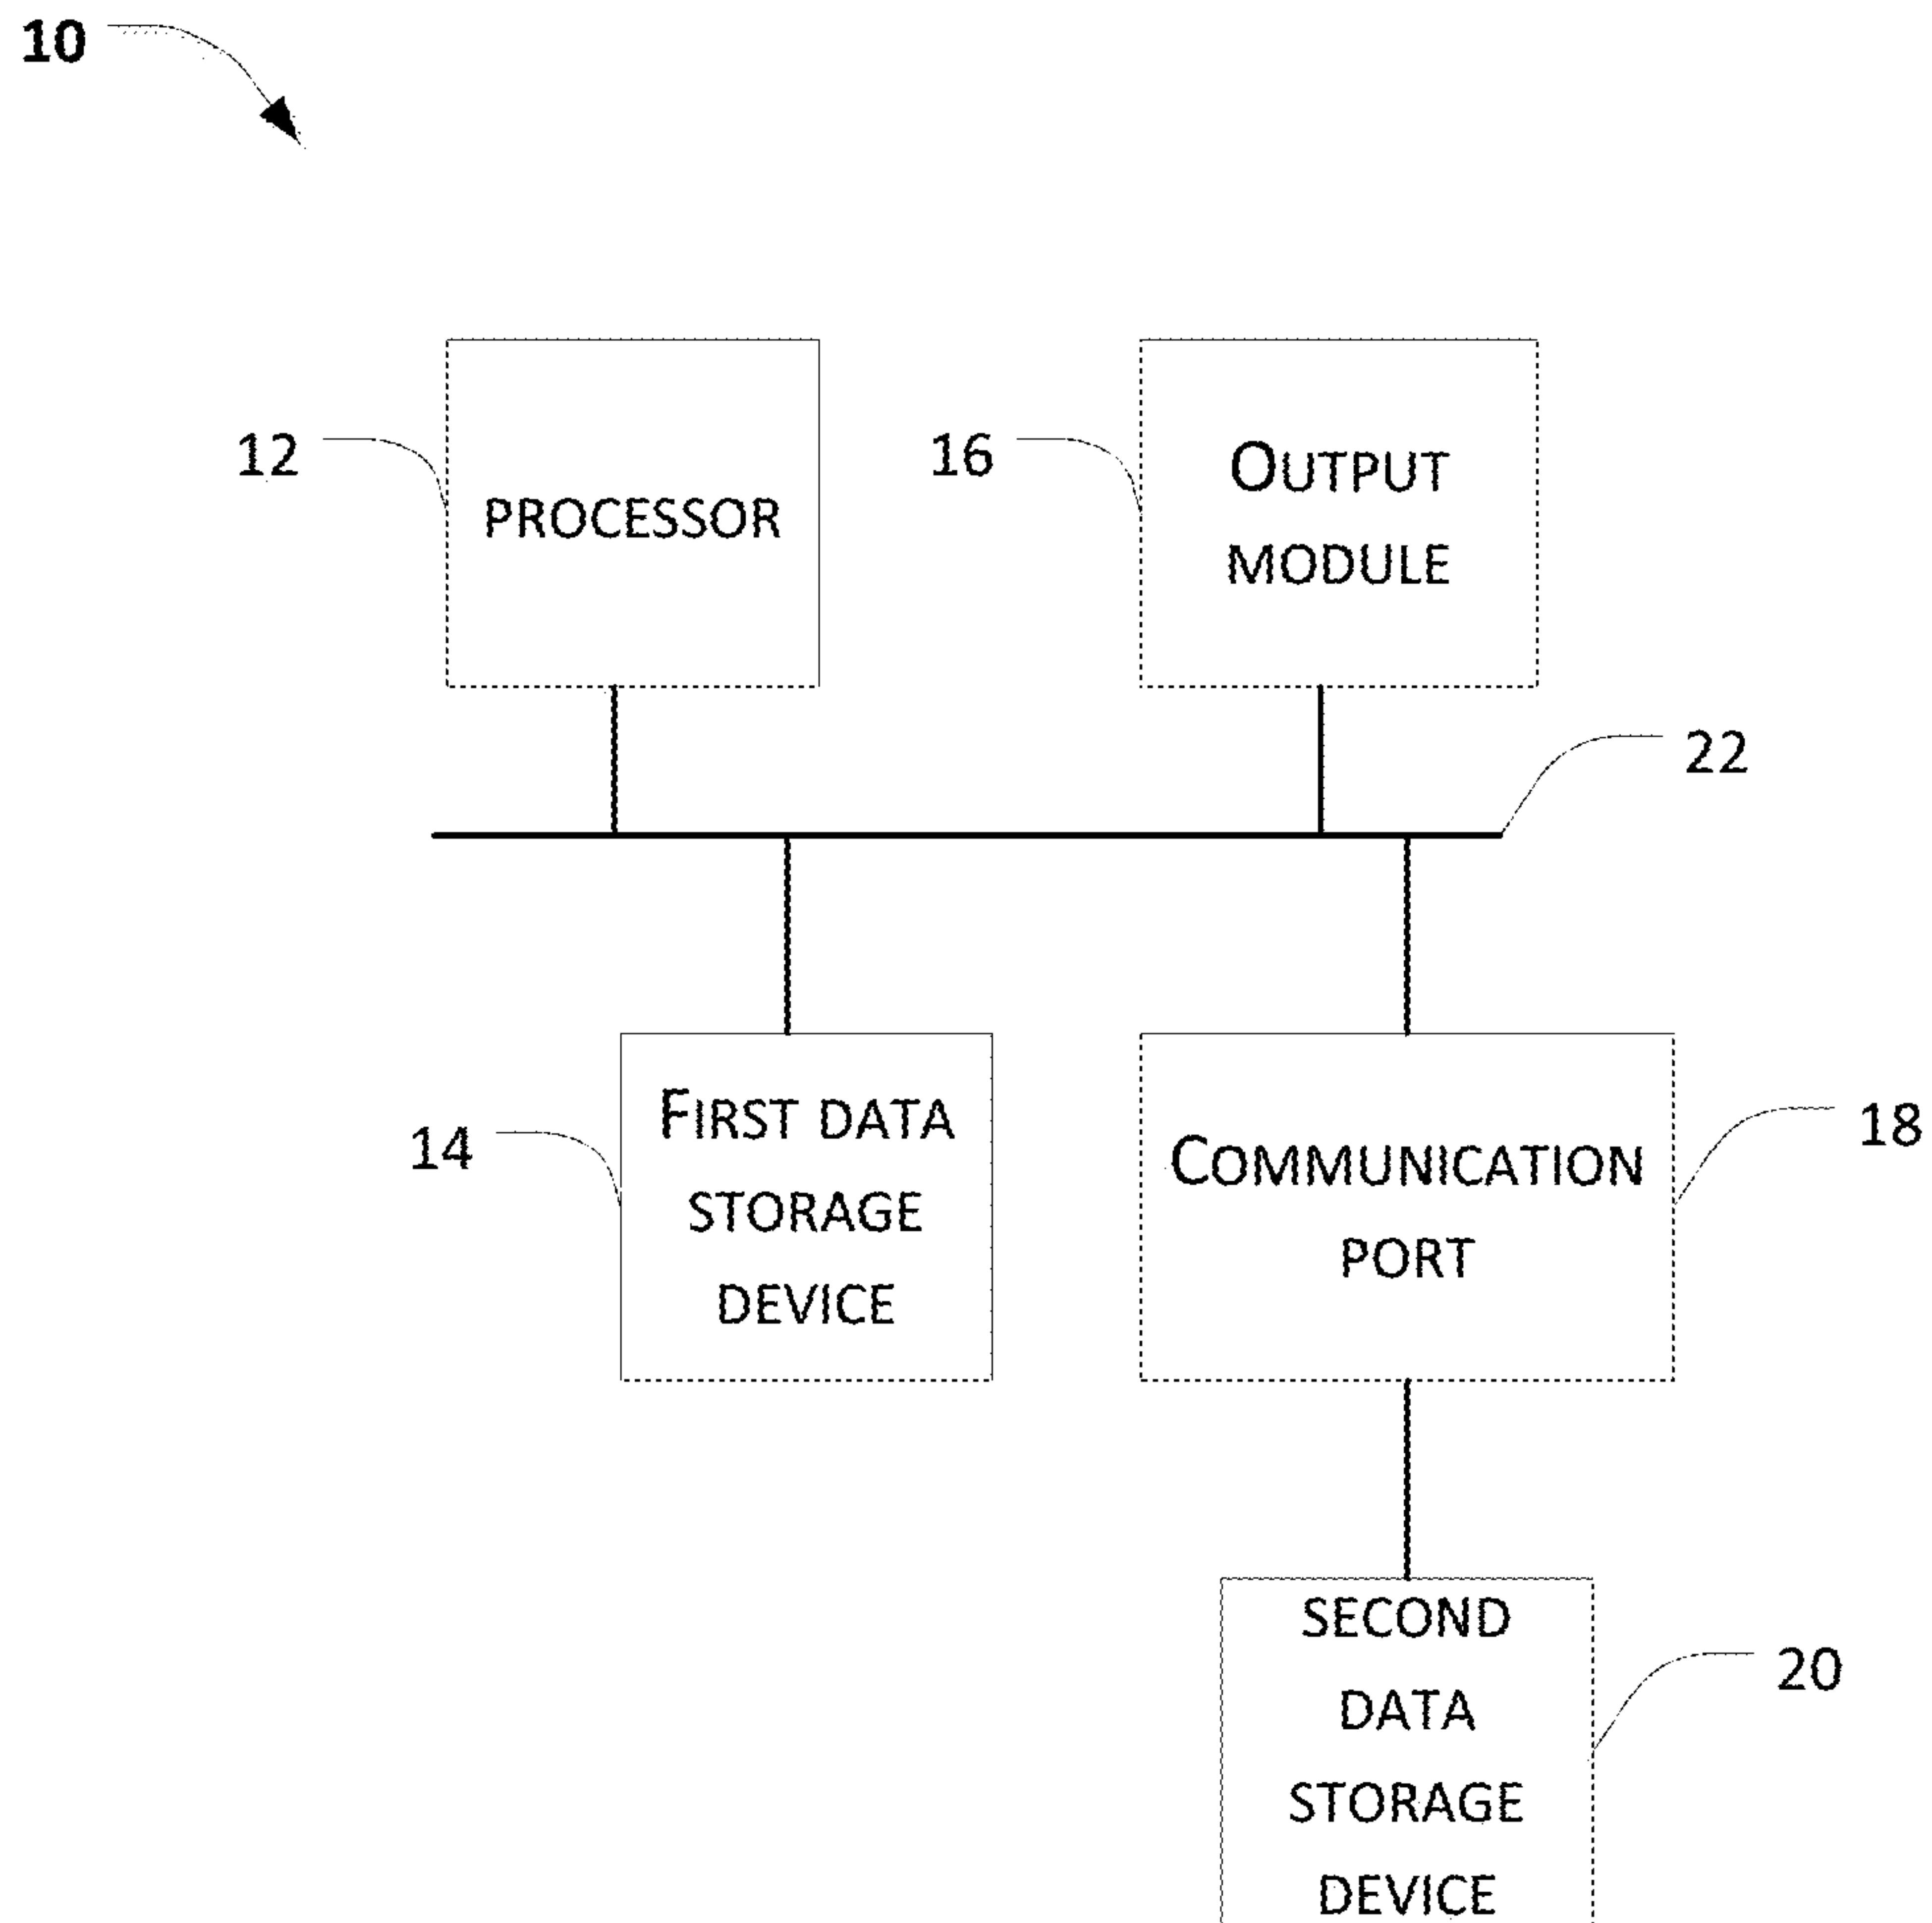 10
12
PROCESSOR
16
OUTPUT
MODULE
22
14
FIRST DATA
STORAGE
DEVICE
COMMUNICATION
PORT
18
SECOND
DATA
STORAGE
DEVICE
20